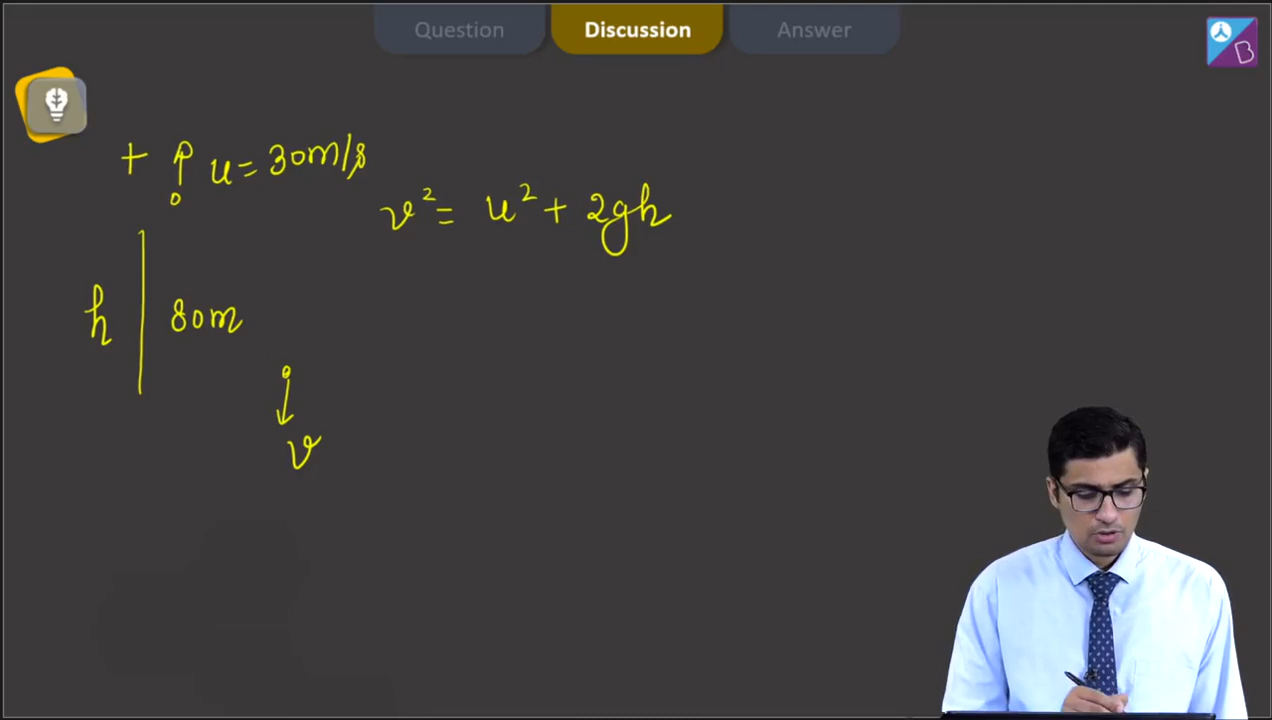 Question
Discussion
Answer
B
+ u = 30m/s
v² = u² + 2gh
h 80m
v